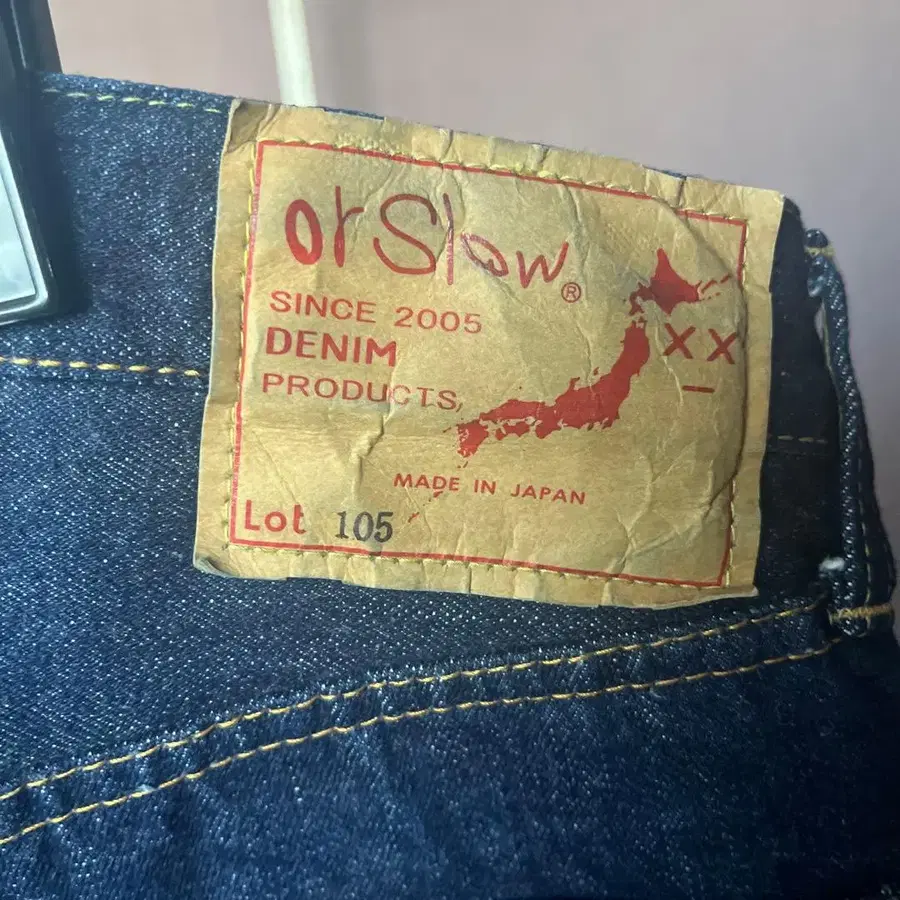 orSlow®
SINCE 2005
DENIM
PRODUCTS,
XX
MADE IN JAPAN
Lot 105